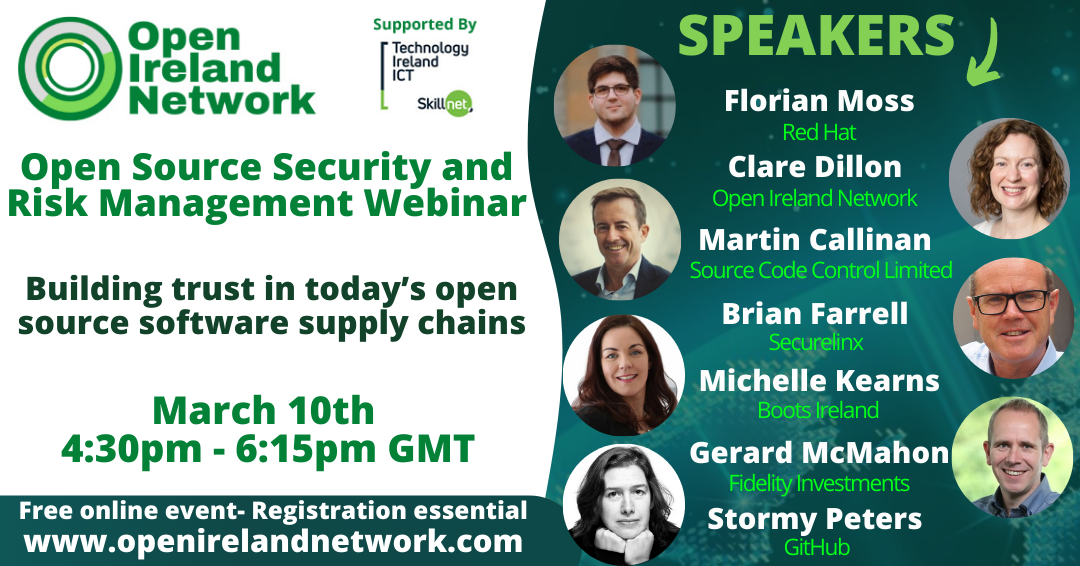 Open
Ireland
Network
Supported By
Technology
Ireland
ICT
Skillnet
Open Source Security and
Risk Management Webinar
Building trust in today’s open
source software supply chains
March 10th
4:30pm - 6:15pm GMT
Free online event- Registration essential
www.openirelandnetwork.com
SPEAKERS
Florian Moss
Red Hat
Clare Dillon
Open Ireland Network
Martin Callinan
Source Code Control Limited
Brian Farrell
Securelinx
Michelle Kearns
Boots Ireland
Gerard McMahon
Fidelity Investments
Stormy Peters
GitHub